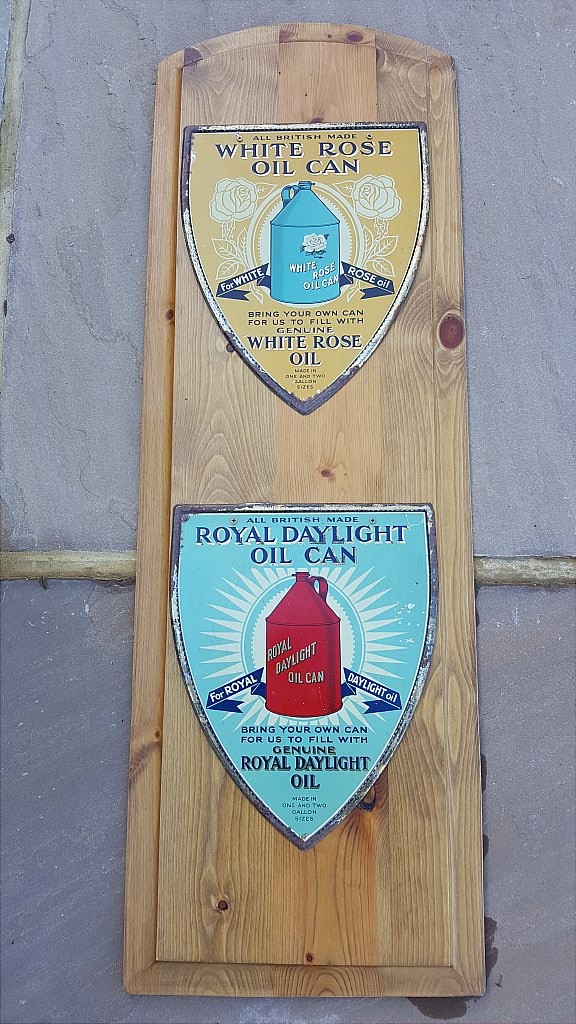 ALL BRITISH MADE
WHITE ROSE
OIL CAN
WHITE
ROSE
OIL CAN
For WHITE
ROSE oil
BRING YOUR OWN CAN
FOR US TO FILL WITH
GENUINE
WHITE ROSE
OIL
MADE IN
ONE AND TWO
GALLON
SIZES
ALL BRITISH MADE
ROYAL DAYLIGHT
OIL CAN
ROYAL
DAYLIGHT
OIL CAN
For ROYAL
DAYLIGHT oil
BRING YOUR OWN CAN
FOR US TO FILL WITH
GENUINE
ROYAL DAYLIGHT
OIL
MADE IN
ONE AND TWO
GALLON
SIZES